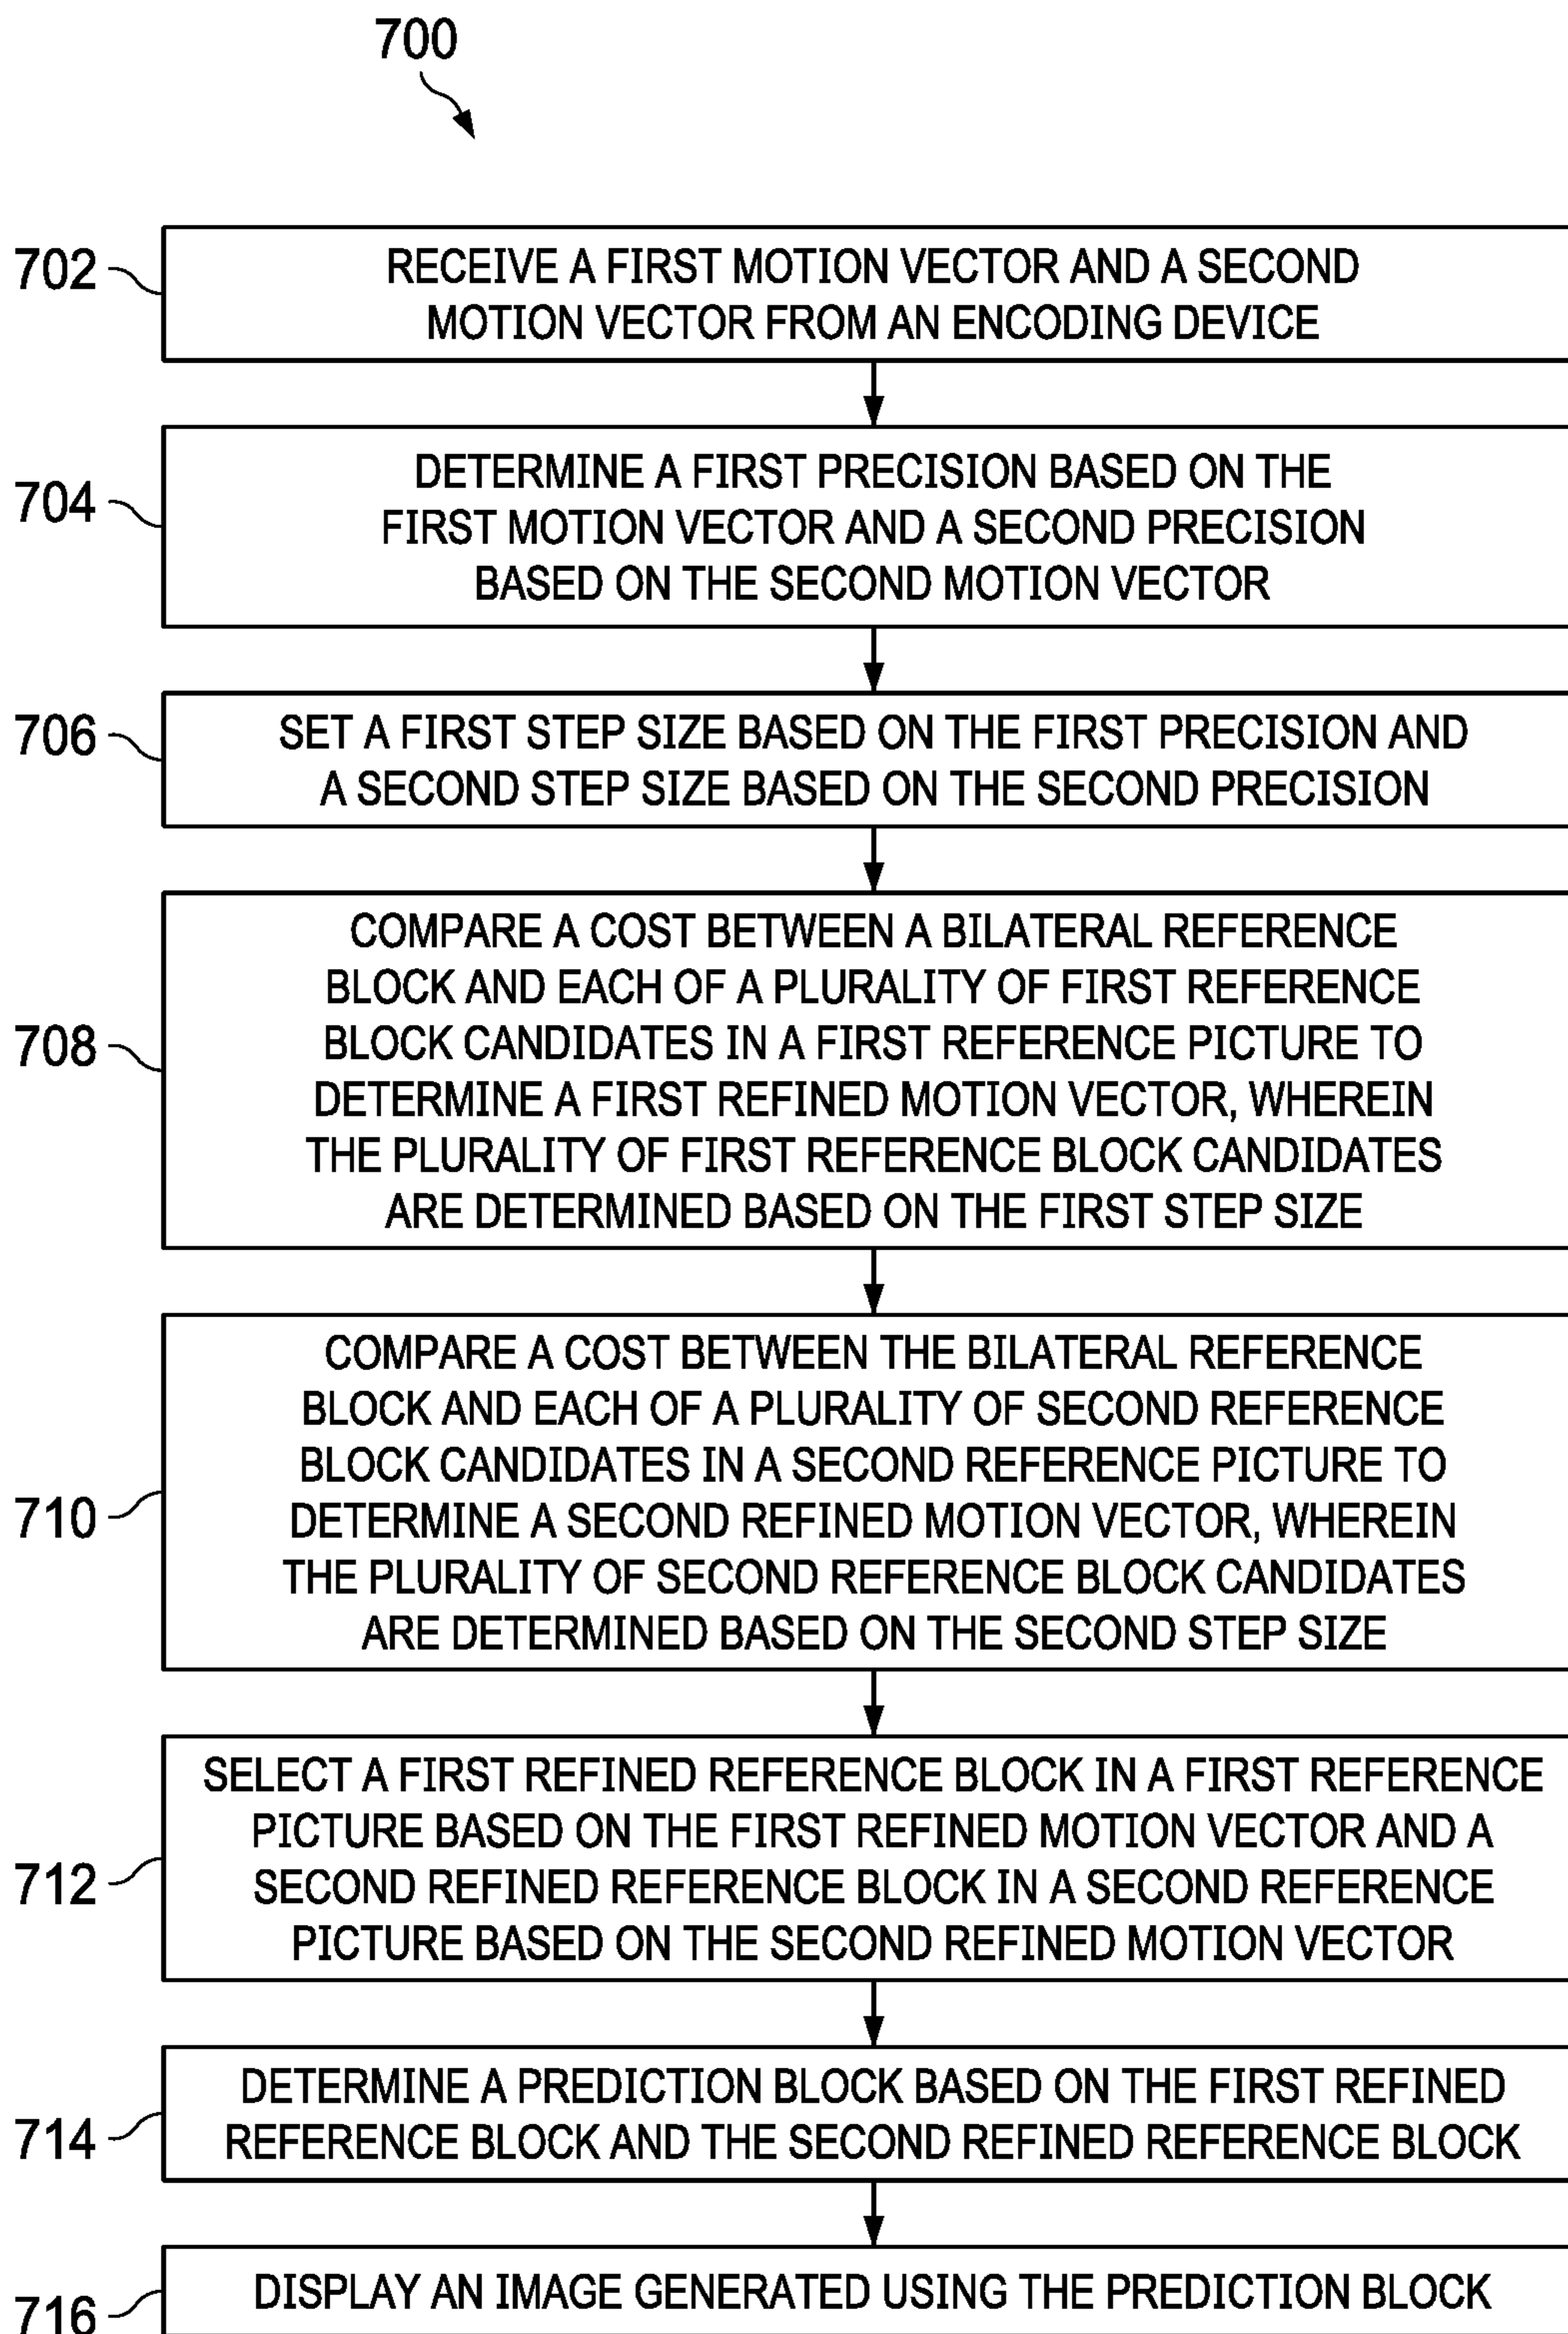 700
702
RECEIVE A FIRST MOTION VECTOR AND A SECOND
MOTION VECTOR FROM AN ENCODING DEVICE
704
DETERMINE A FIRST PRECISION BASED ON THE
FIRST MOTION VECTOR AND A SECOND PRECISION
BASED ON THE SECOND MOTION VECTOR
706
SET A FIRST STEP SIZE BASED ON THE FIRST PRECISION AND
A SECOND STEP SIZE BASED ON THE SECOND PRECISION
708
COMPARE A COST BETWEEN A BILATERAL REFERENCE
BLOCK AND EACH OF A PLURALITY OF FIRST REFERENCE
BLOCK CANDIDATES IN A FIRST REFERENCE PICTURE TO
DETERMINE A FIRST REFINED MOTION VECTOR, WHEREIN
THE PLURALITY OF FIRST REFERENCE BLOCK CANDIDATES
ARE DETERMINED BASED ON THE FIRST STEP SIZE
710
COMPARE A COST BETWEEN THE BILATERAL REFERENCE
BLOCK AND EACH OF A PLURALITY OF SECOND REFERENCE
BLOCK CANDIDATES IN A SECOND REFERENCE PICTURE TO
DETERMINE A SECOND REFINED MOTION VECTOR, WHEREIN
THE PLURALITY OF SECOND REFERENCE BLOCK CANDIDATES
ARE DETERMINED BASED ON THE SECOND STEP SIZE
712
SELECT A FIRST REFINED REFERENCE BLOCK IN A FIRST REFERENCE
PICTURE BASED ON THE FIRST REFINED MOTION VECTOR AND A
SECOND REFINED REFERENCE BLOCK IN A SECOND REFERENCE
PICTURE BASED ON THE SECOND REFINED MOTION VECTOR
714
DETERMINE A PREDICTION BLOCK BASED ON THE FIRST REFINED
REFERENCE BLOCK AND THE SECOND REFINED REFERENCE BLOCK
716
DISPLAY AN IMAGE GENERATED USING THE PREDICTION BLOCK